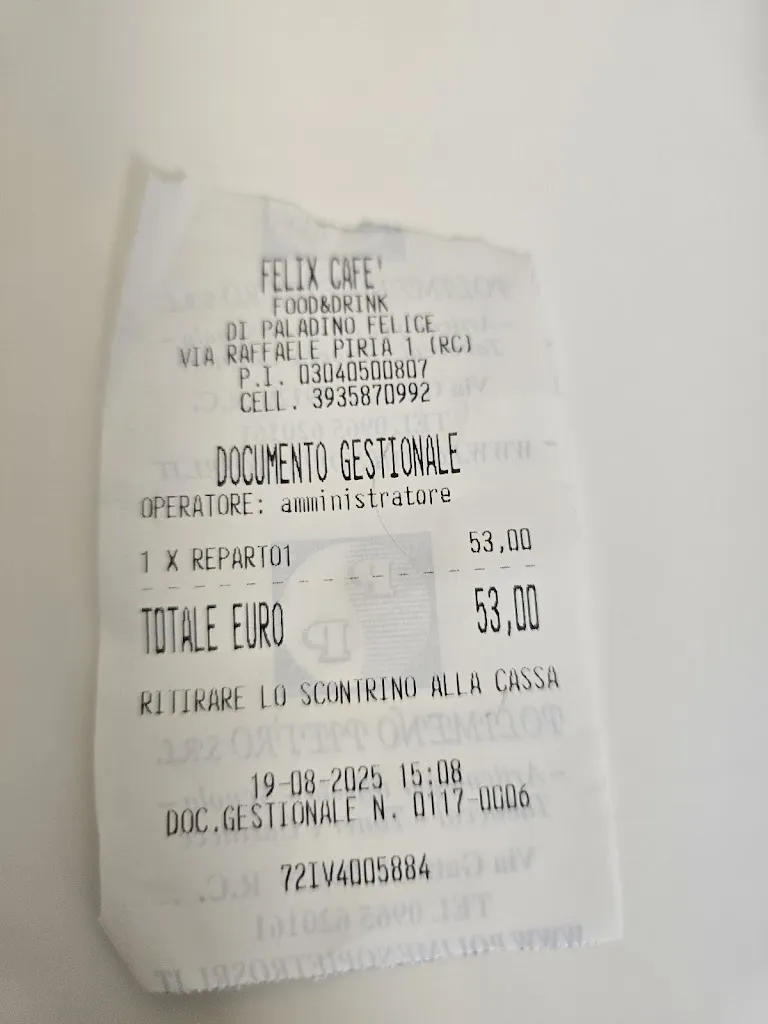 FELIX CAFE'
FOOD&DRINK
DI PALADINO FELICE
VIA RAFFAELE PIRIA 1 (RC)
P.I. 03040500807
CELL. 3935870992
DOCUMENTO GESTIONALE
OPERATORE: amministratore
1 X REPARTO1 53,00
TOTALE EURO 53,00
RITIRARE LO SCONTRINO ALLA CASSA
19-08-2025 15:08
DOC.GESTIONALE N. 0117-0006
72IV4005884